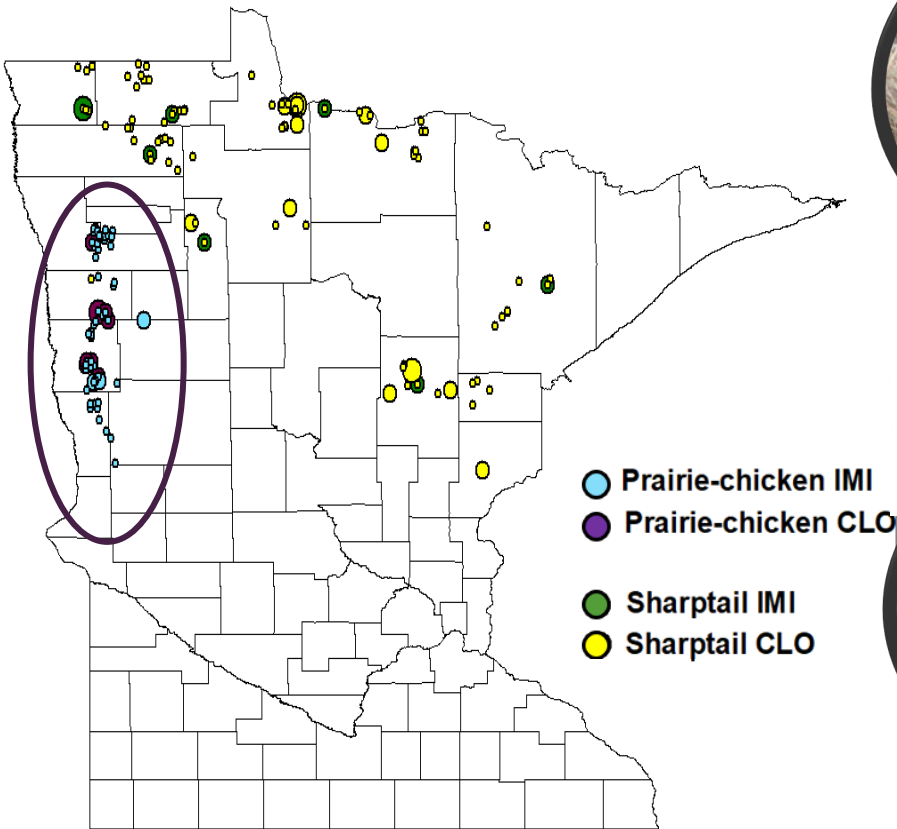 Prairie-chicken IMI
Prairie-chicken CLO
Sharptail IMI
Sharptail CLO